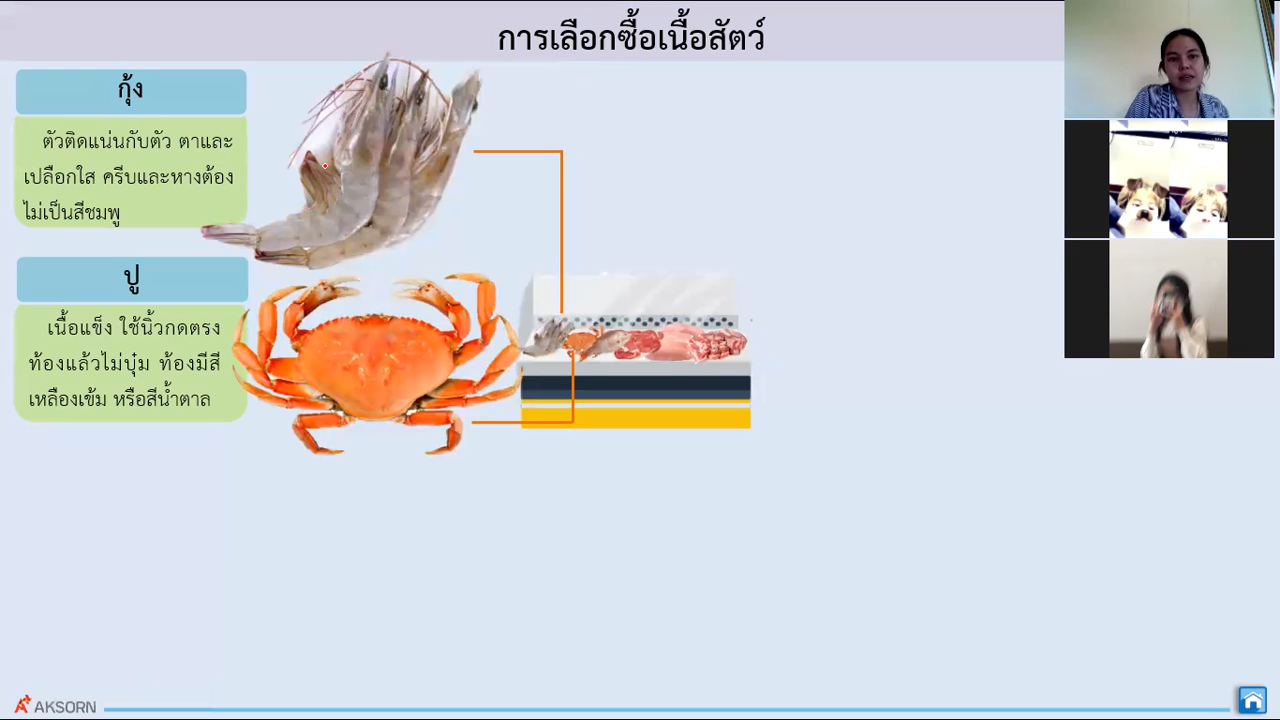 การเลือกซื้อเนื้อสัตว์
กุ้ง
ตัวติดแน่นกับตัว ตาและ
เปลือกใส ครีบและหางต้อง
ไม่เป็นสีชมพู
ปู
เนื้อแข็ง ใช้นิ้วกดตรง
ท้องแล้วไม่บุ๋ม ท้องมีสี
เหลืองเข้ม หรือสีน้ำตาล
AKSORN